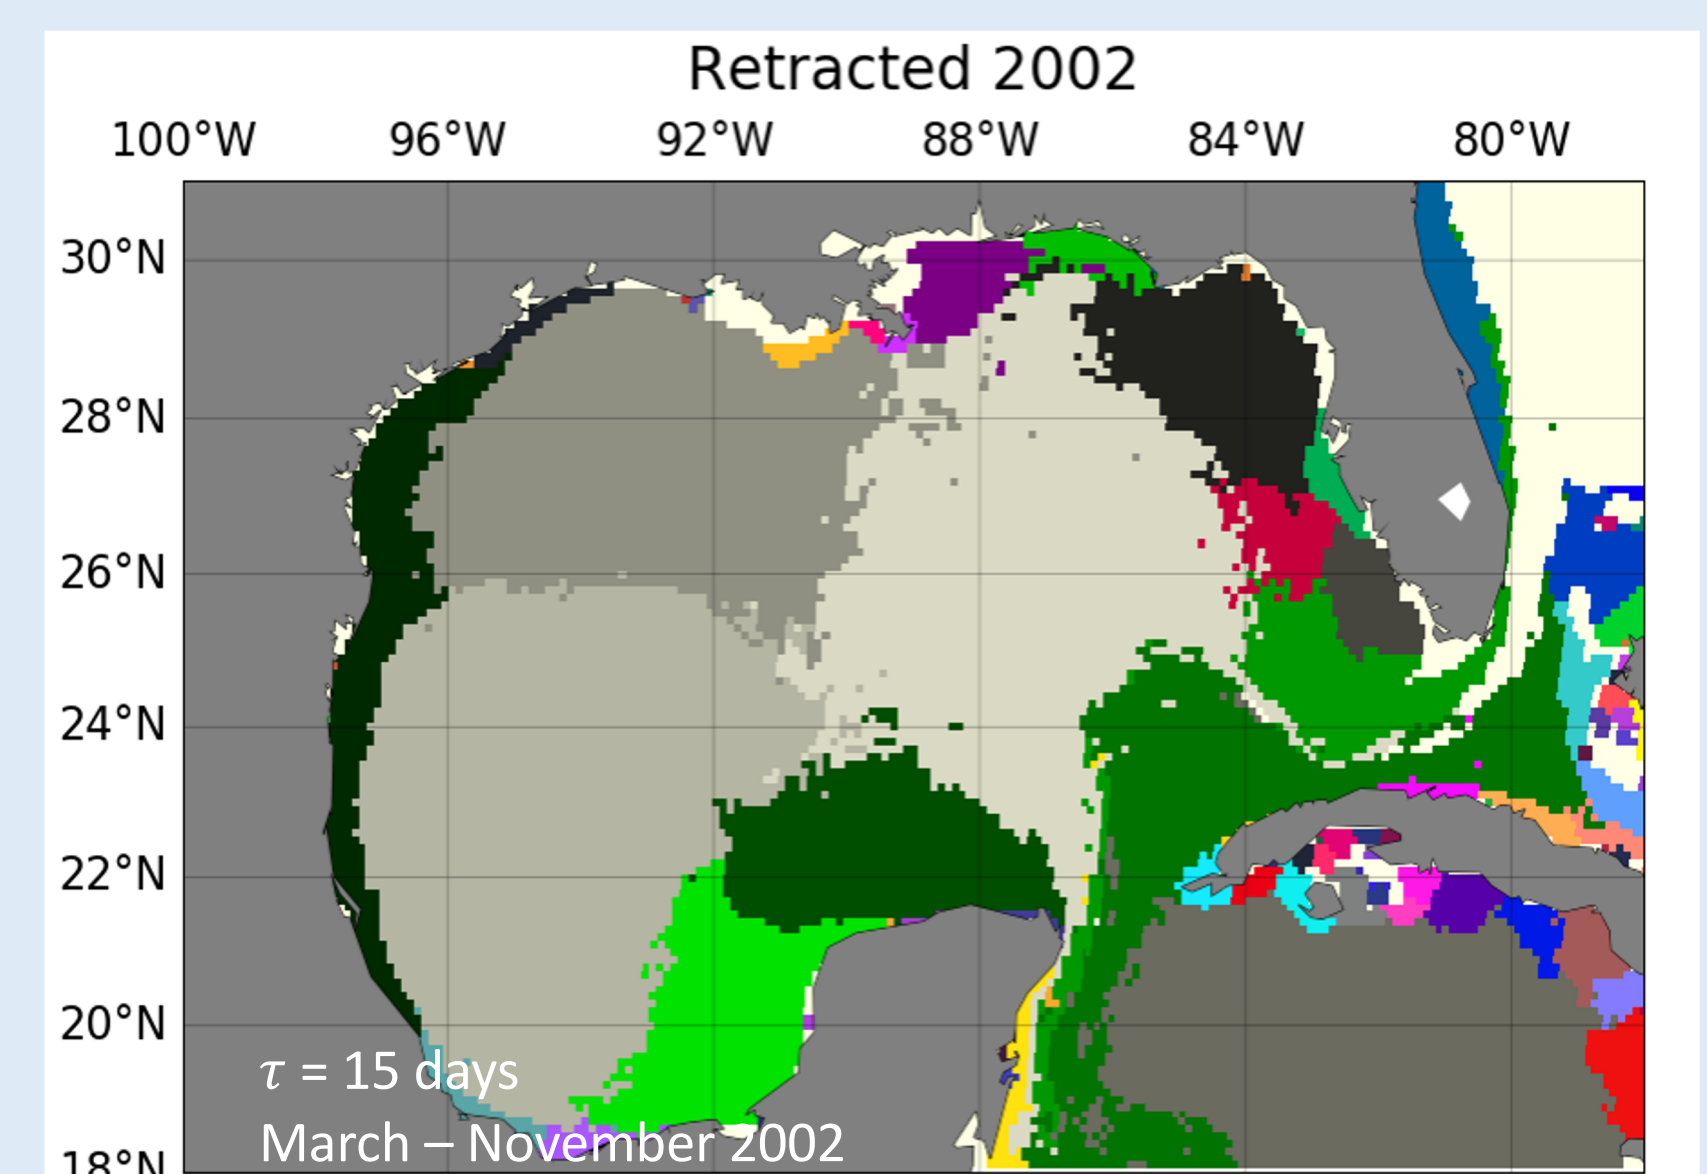 Retracted 2002
100°W 96°W 92°W 88°W 84°W 80°W
30°N
28°N
26°N
24°N
22°N
20°N
18°N
τ = 15 days
March – November 2002